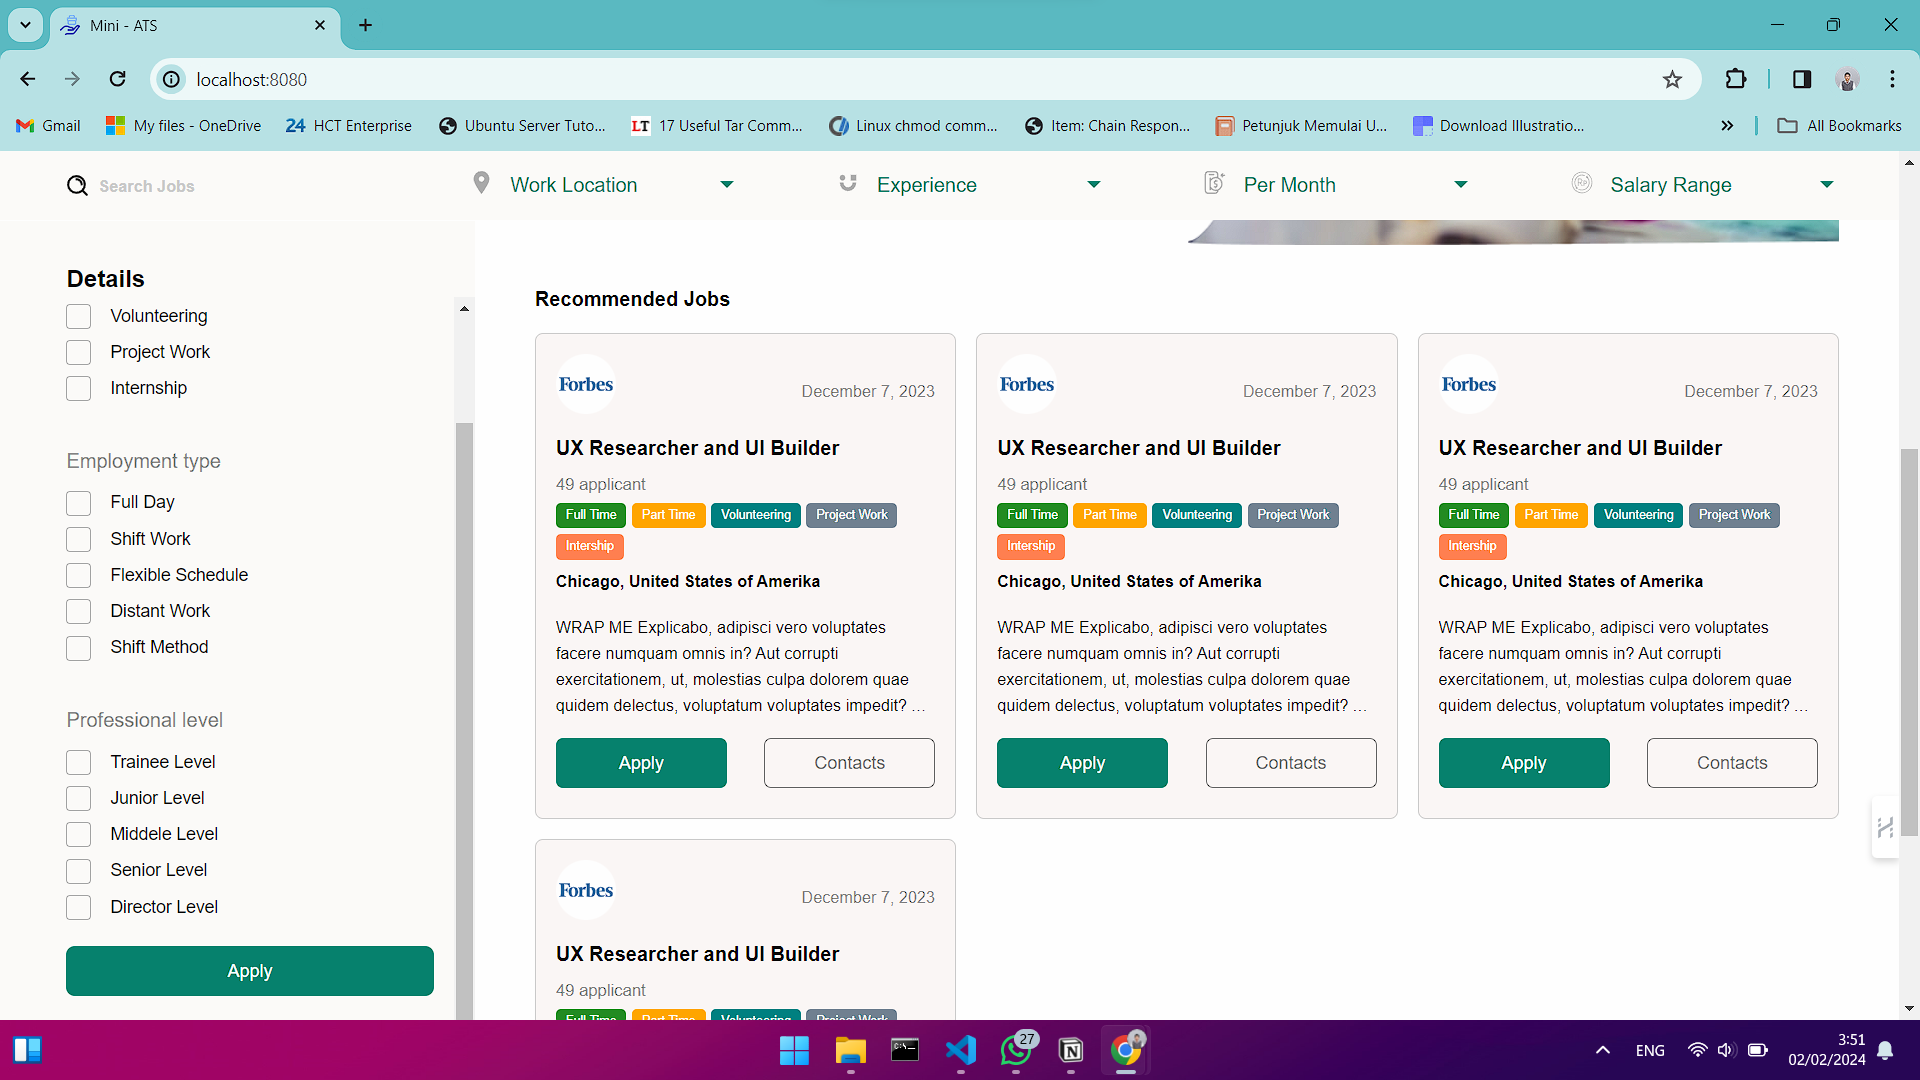 Mini - ATS
localhost:8080
Gmail
My files - OneDrive
24 HCT Enterprise
Ubuntu Server Tuto...
LT 17 Useful Tar Comm...
Linux chmod comm...
Item: Chain Respon...
Petunjuk Memulai U...
Download Illustratio...
All Bookmarks
Search Jobs
Work Location
Experience
Per Month
Salary Range
Details
Volunteering
Project Work
Internship
Employment type
Full Day
Shift Work
Flexible Schedule
Distant Work
Shift Method
Professional level
Trainee Level
Junior Level
Middele Level
Senior Level
Director Level
Apply
Recommended Jobs
Forbes
December 7, 2023
UX Researcher and UI Builder
49 applicant
Full Time Part Time Volunteering Project Work
Intership
Chicago, United States of Amerika
WRAP ME Explicabo, adipisci vero voluptates
facere numquam omnis in? Aut corrupti
exercitationem, ut, molestias culpa dolorem quae
quidem delectus, voluptatum voluptates impedit? ...
Apply Contacts
Forbes
December 7, 2023
UX Researcher and UI Builder
49 applicant
Full Time Part Time Volunteering Project Work
Intership
Chicago, United States of Amerika
WRAP ME Explicabo, adipisci vero voluptates
facere numquam omnis in? Aut corrupti
exercitationem, ut, molestias culpa dolorem quae
quidem delectus, voluptatum voluptates impedit? ...
Apply Contacts
Forbes
December 7, 2023
UX Researcher and UI Builder
49 applicant
Full Time Part Time Volunteering Project Work
Intership
Chicago, United States of Amerika
WRAP ME Explicabo, adipisci vero voluptates
facere numquam omnis in? Aut corrupti
exercitationem, ut, molestias culpa dolorem quae
quidem delectus, voluptatum voluptates impedit? ...
Apply Contacts
Forbes
December 7, 2023
UX Researcher and UI Builder
49 applicant
Full Time Part Time Volunteering Project Work
27
ENG
3:51
02/02/2024